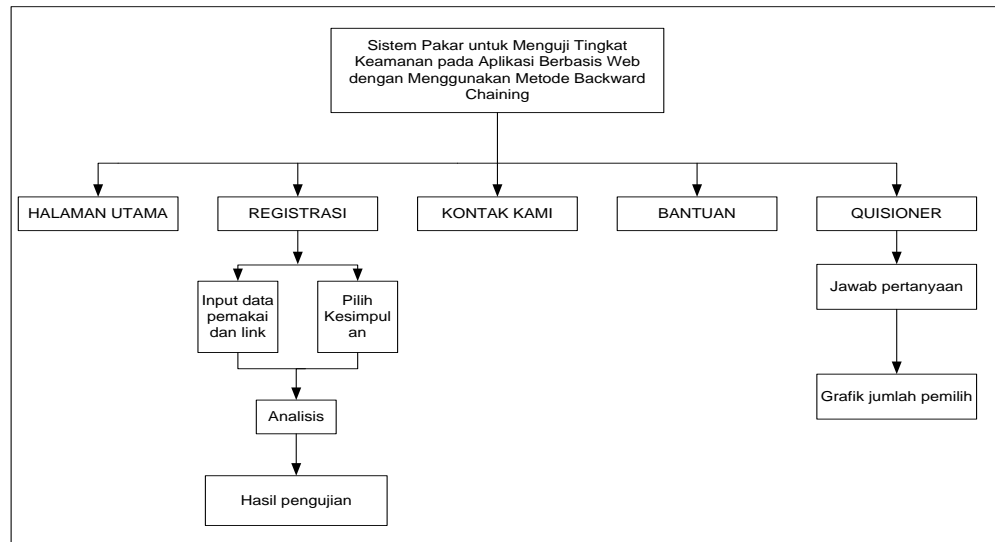 Sistem Pakar untuk Menguji Tingkat
Keamanan pada Aplikasi Berbasis Web
dengan Menggunakan Metode Backward
Chaining
HALAMAN UTAMA
REGISTRASI
KONTAK KAMI
BANTUAN
QUISIONER
Input data
pemakai
dan link
Pilih
Kesimpul
an
Jawab pertanyaan
Analisis
Grafik jumlah pemilih
Hasil pengujian